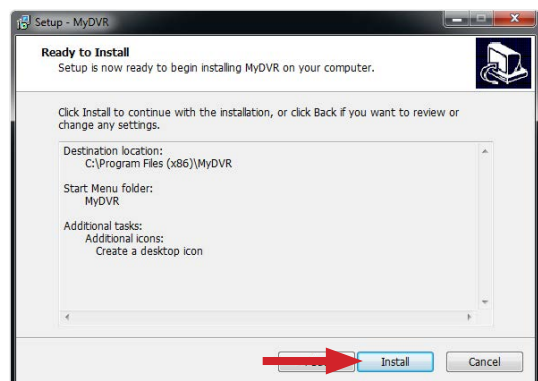 Setup - MyDVR
Ready to Install
Setup is now ready to begin installing MyDVR on your computer.
Click Install to continue with the installation, or click Back if you want to review or
change any settings.
Destination location:
C:\Program Files (x86)\MyDVR
Start Menu folder:
MyDVR
Additional tasks:
Additional icons:
Create a desktop icon
Install
Cancel